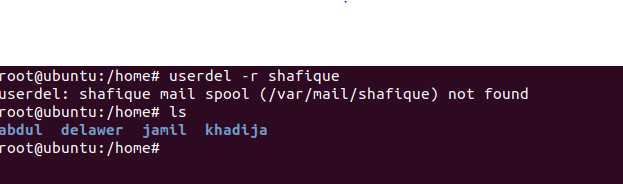 root@ubuntu:/home# userdel -r shafique
userdel: shafique mail spool (/var/mail/shafique) not found
root@ubuntu:/home# ls
abdul delawer jamil khadija
root@ubuntu:/home#